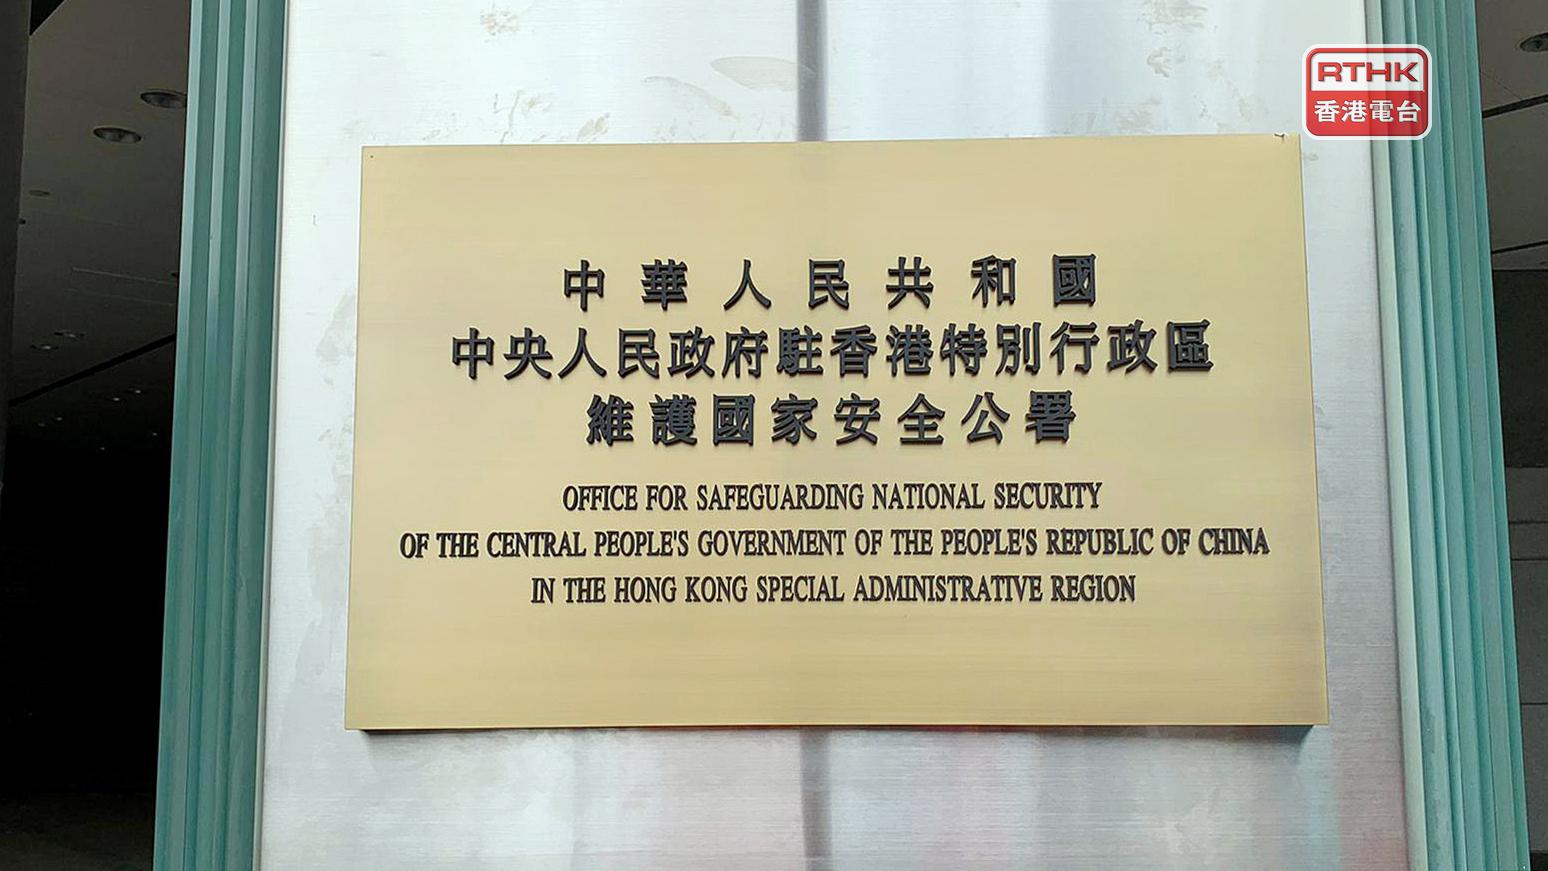 RTHK
香港電台
中華人民共和國
中央人民政府駐香港特別行政區
維護國家安全公署
OFFICE FOR SAFEGUARDING NATIONAL SECURITY
OF THE CENTRAL PEOPLE'S GOVERNMENT OF THE PEOPLE'S REPUBLIC OF CHINA
IN THE HONG KONG SPECIAL ADMINISTRATIVE REGION